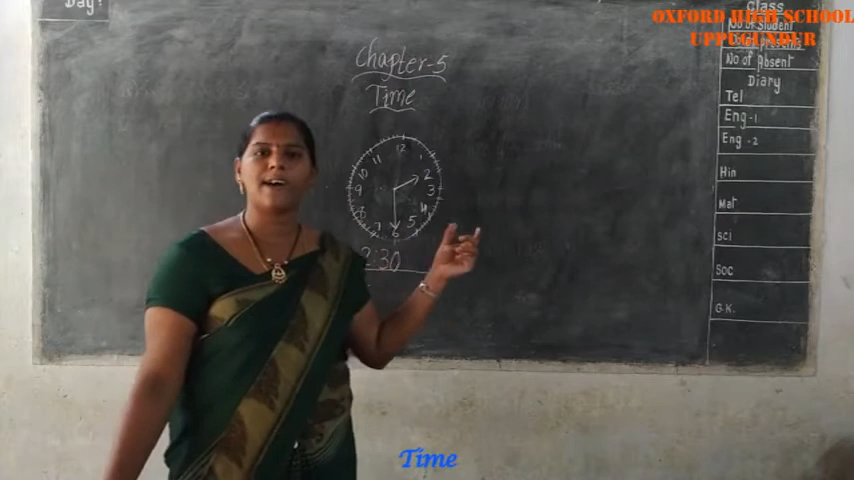 Day:
Class
OXFORD HIGH SCHOOL
No of Student
UPPUGUNDUR
No of Absent
Diary
Tel
Eng-1
Eng-2
Hin
Mat
sci
Soc
G.K.
Chapter-5
Time
12
11
1
10
2
9
3
8
4
7
5
6
2:30
Time